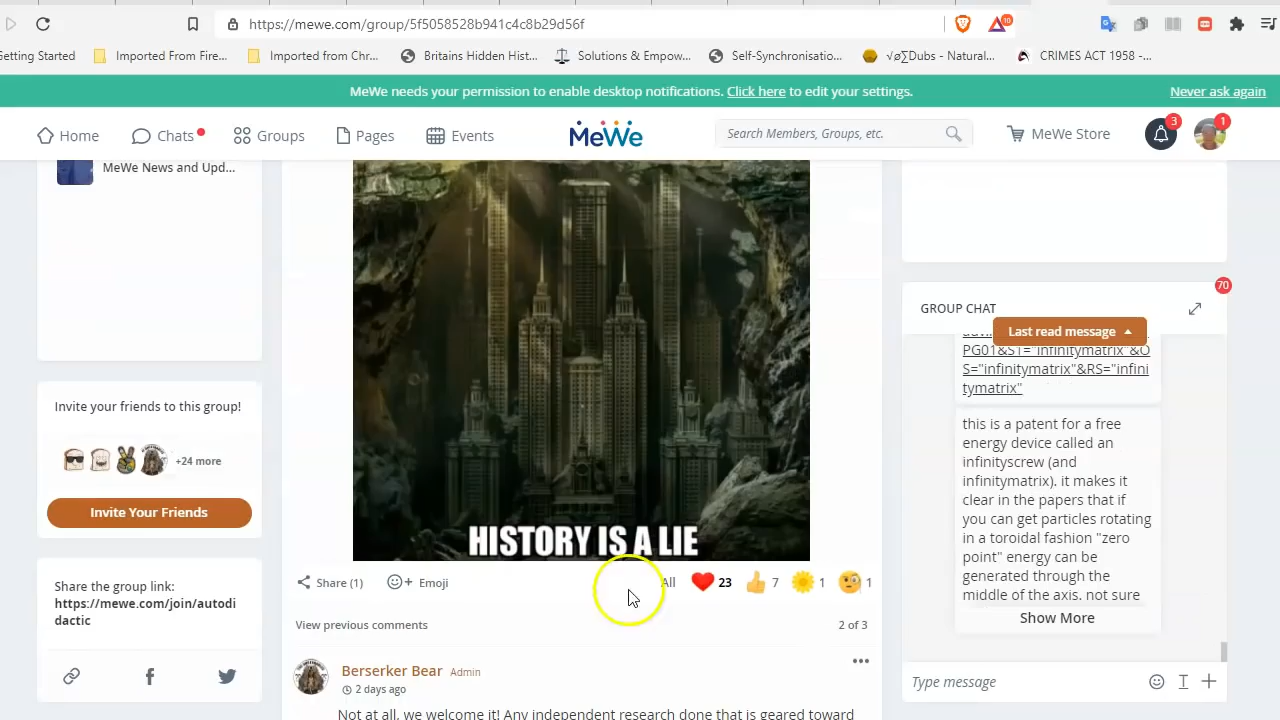 https://mewe.com/group/5f5058528b941c4c8b29d56f
10
Getting Started
Imported From Fire...
Imported from Chr...
Britains Hidden Hist...
Solutions & Empow...
Self-Synchronisatio...
√ø∑Dubs - Natural...
CRIMES ACT 1958 -...
MeWe needs your permission to enable desktop notifications. Click here to edit your settings.
Never ask again
Home
Chats
Groups
Pages
Events
MeWe
Search Members, Groups, etc.
MeWe Store
3
1
MeWe News and Upd...
Invite your friends to this group!
+24 more
Invite Your Friends
Share the group link:
https://mewe.com/join/autodi
dactic
HISTORY IS A LIE
Share (1)
Emoji
All
23
7
1
1
View previous comments
2 of 3
Berserker Bear Admin
2 days ago
Not at all, we welcome it! Any independent research done that is geared toward
70
GROUP CHAT
Last read message
PG01&S1="infinitymatrix"&O
S="infinitymatrix"&RS="infini
tymatrix"
this is a patent for a free
energy device called an
infinityscrew (and
infinitymatrix). it makes it
clear in the papers that if
you can get particles rotating
in a toroidal fashion "zero
point" energy can be
generated through the
middle of the axis. not sure
Show More
Type message